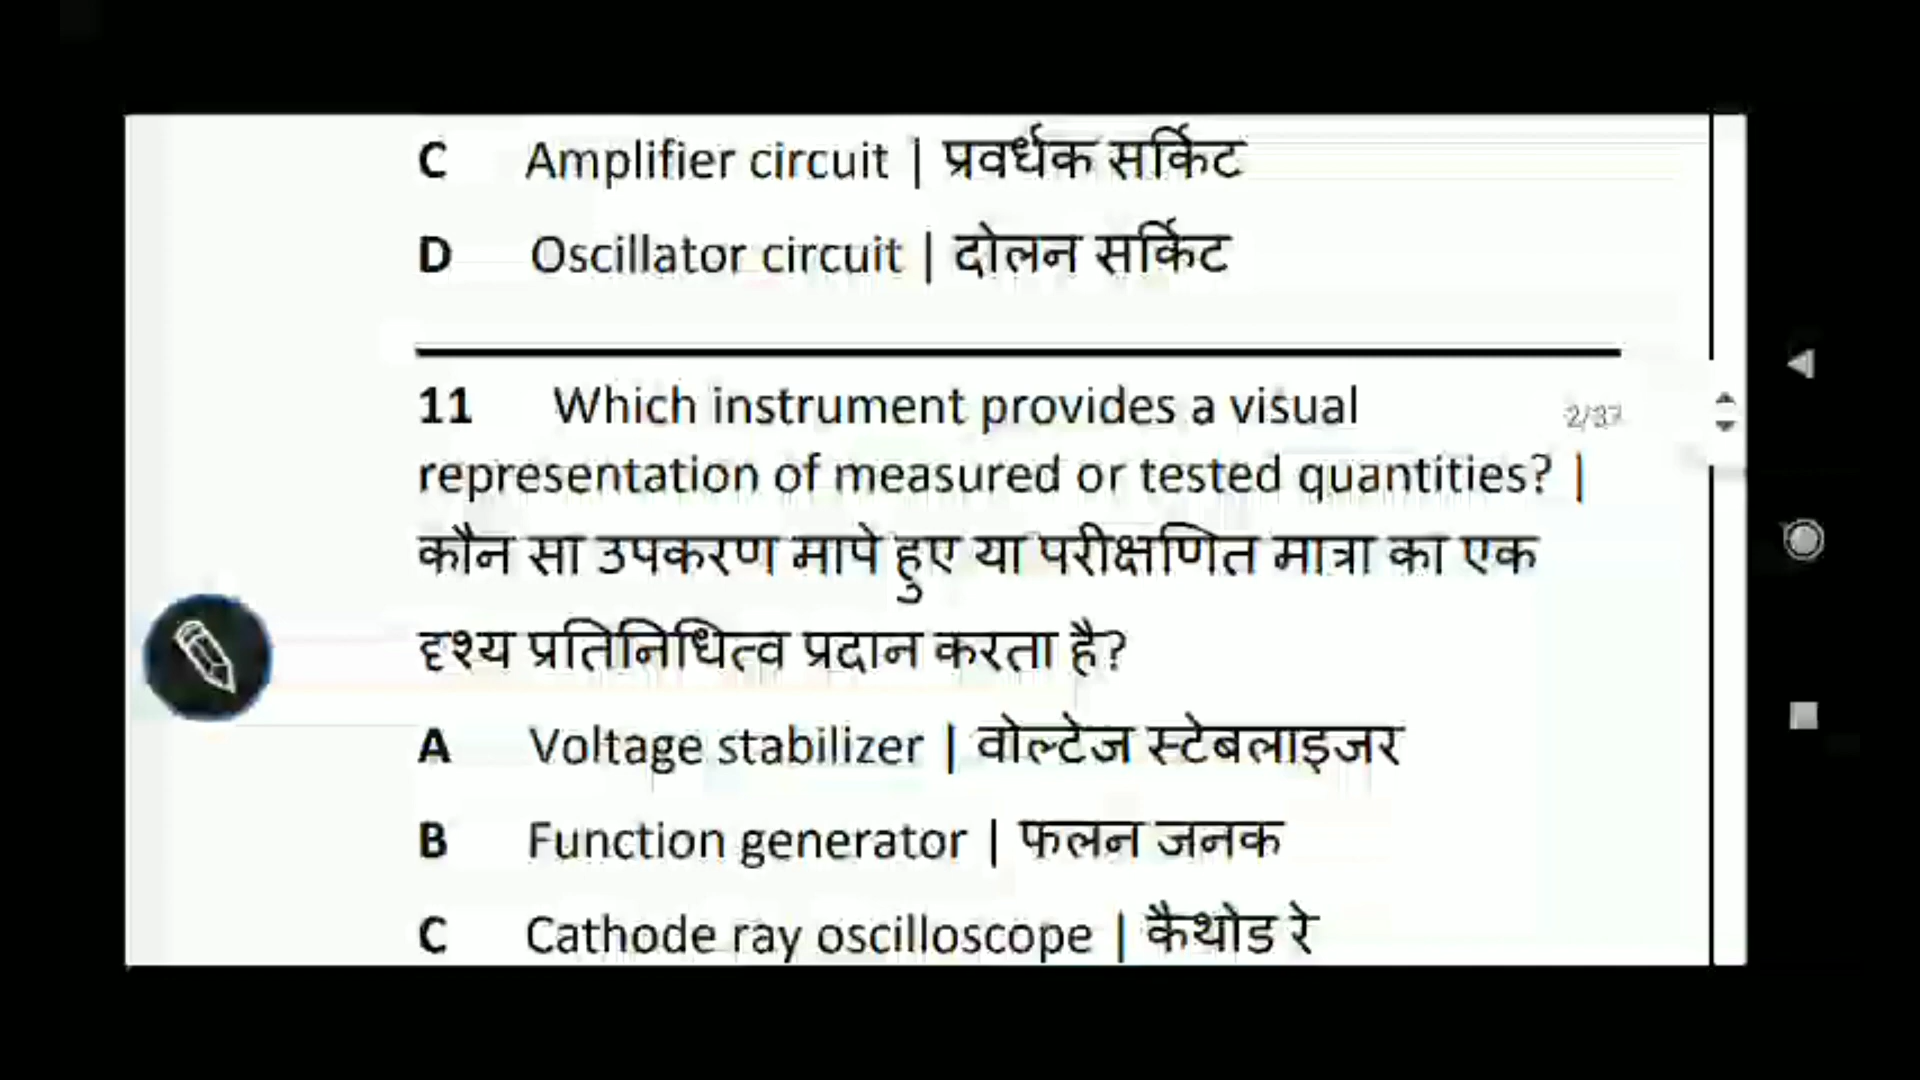 C Amplifier circuit | प्रवर्धक सर्किट
D Oscillator circuit | दोलन सर्किट
11 Which instrument provides a visual
2/37
representation of measured or tested quantities? |
कौन सा उपकरण मापे हुए या परीक्षणित मात्रा का एक
दृश्य प्रतिनिधित्व प्रदान करता है?
A Voltage stabilizer | वोल्टेज स्टेबलाइजर
B Function generator | फलन जनक
C Cathode ray oscilloscope | कैथोड रे